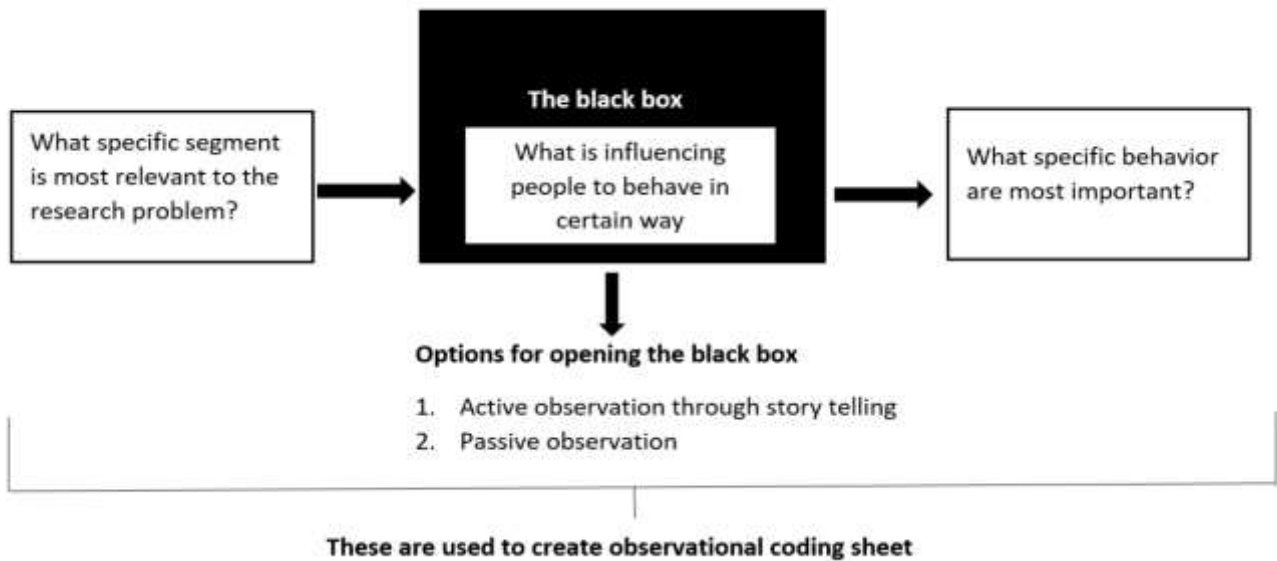 What specific segment
is most relevant to the
research problem?
The black box
What is influencing
people to behave in
certain way
What specific behavior
are most important?
Options for opening the black box
1. Active observation through story telling
2. Passive observation
These are used to create observational coding sheet